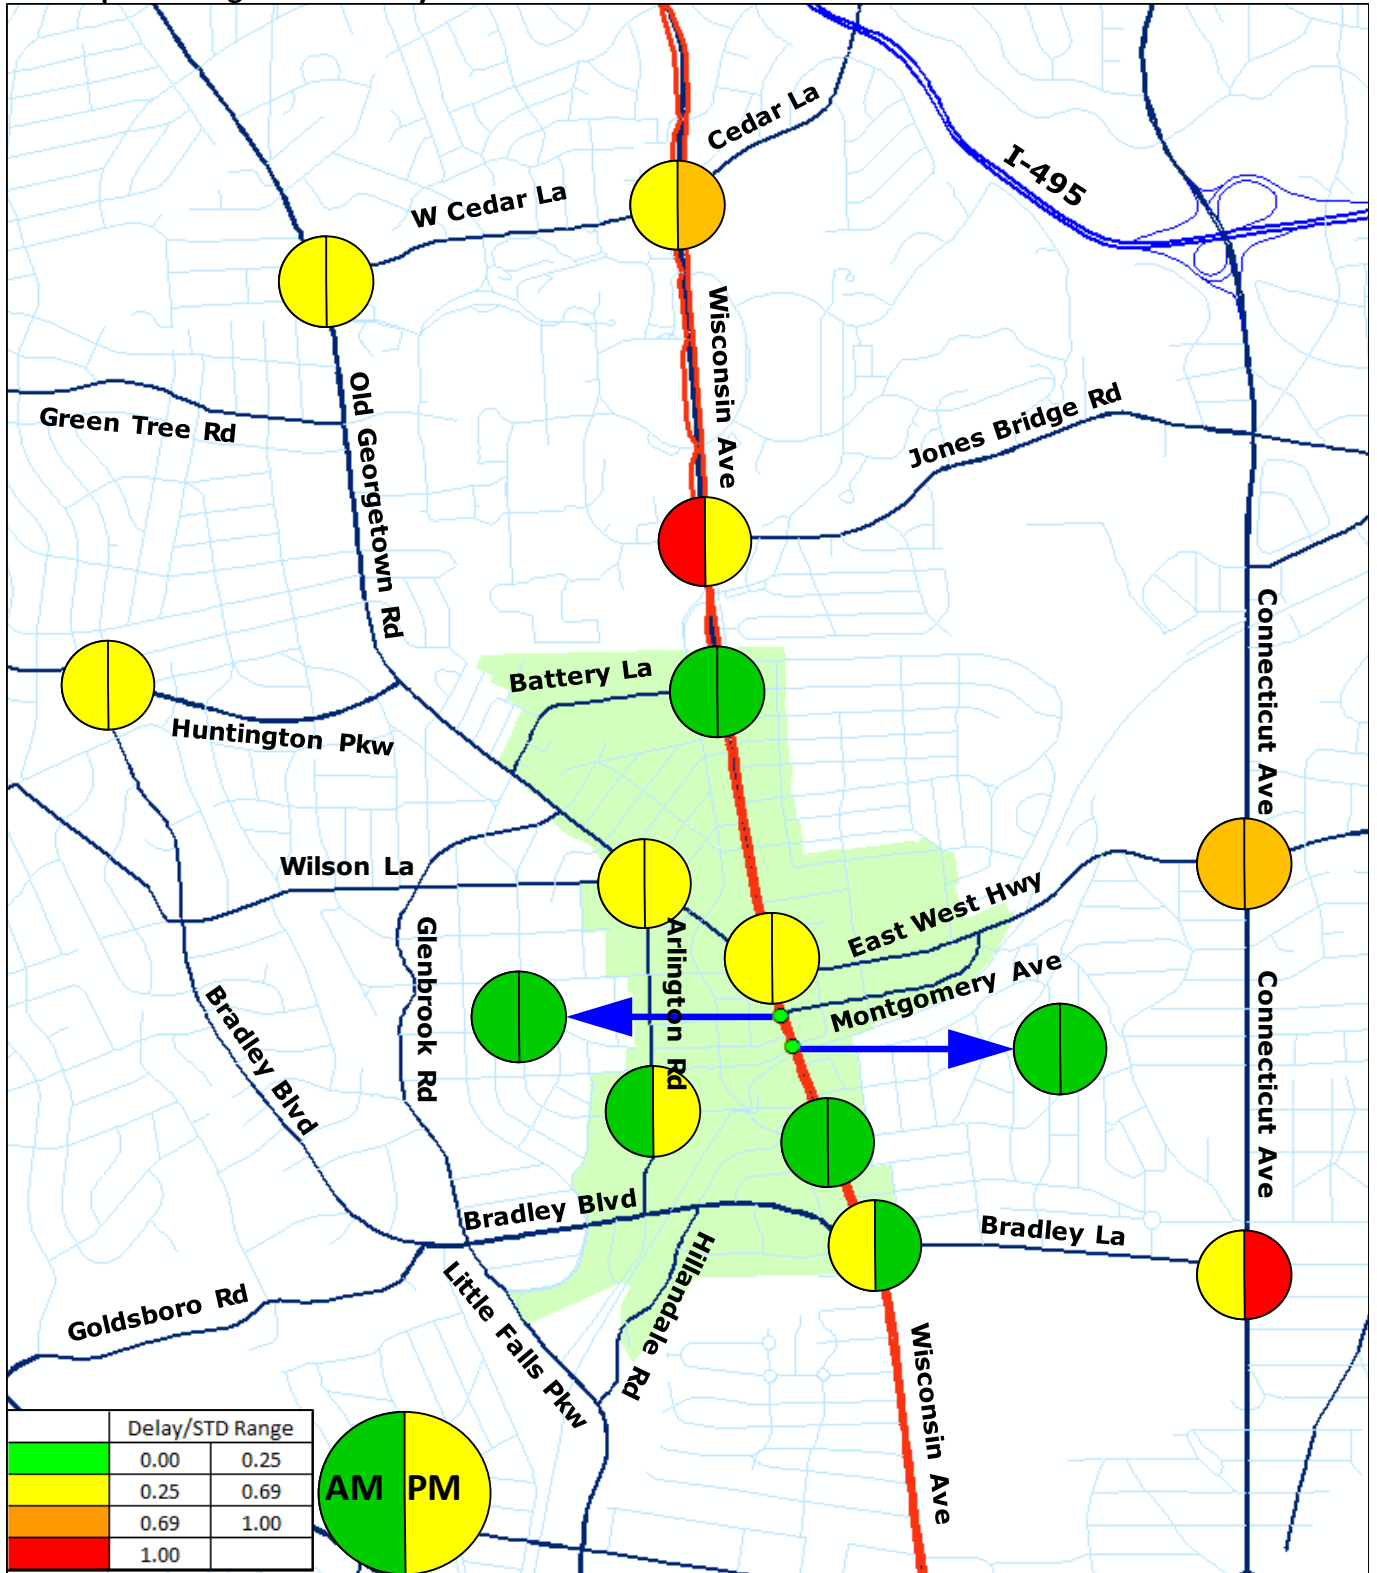 Cedar La
I-495
W Cedar La
Wisconsin Ave
Old Georgetown Rd
Jones Bridge Rd
Green Tree Rd
Connecticut Ave
Battery La
Huntington Pkw
Wilson La
East West Hwy
Arlington Rd
Glenbrook Rd
Montgomery Ave
Connecticut Ave
Bradley Blvd
Bradley Blvd
Bradley La
Hillandale Rd
Little Falls Pkw
Goldsboro Rd
Wisconsin Ave
Delay/STD Range
0.00 0.25
0.25 0.69
0.69 1.00
1.00
AM PM